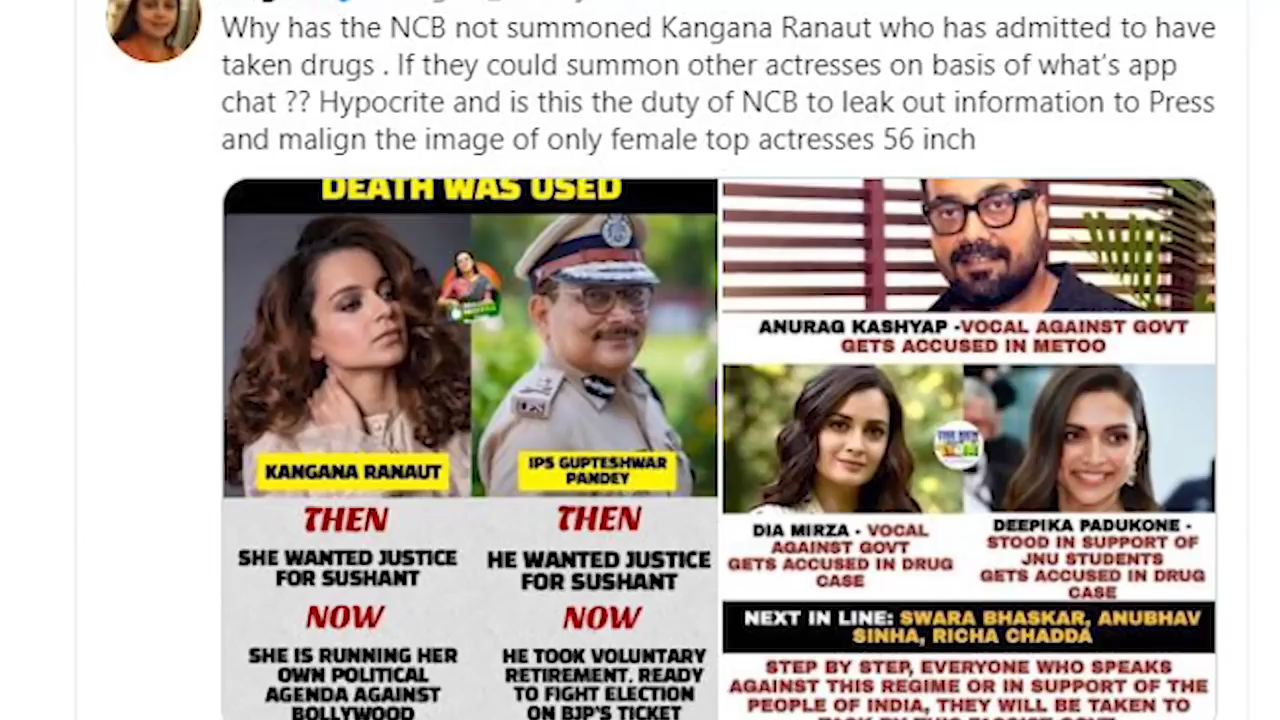 Why has the NCB not summoned Kangana Ranaut who has admitted to have
taken drugs . If they could summon other actresses on basis of what's app
chat ?? Hypocrite and is this the duty of NCB to leak out information to Press
and malign the image of only female top actresses 56 inch
DEATH WAS USED
KANGANA RANAUT
IPS GUPTESHWAR
PANDEY
THEN
SHE WANTED JUSTICE
FOR SUSHANT
NOW
SHE IS RUNNING HER
OWN POLITICAL
AGENDA AGAINST
BOLLYWOOD
THEN
HE WANTED JUSTICE
FOR SUSHANT
NOW
HE TOOK VOLUNTARY
RETIREMENT. READY
TO FIGHT ELECTION
ON BJP'S TICKET
ANURAG KASHYAP -VOCAL AGAINST GOVT
GETS ACCUSED IN METOO
DIA MIRZA - VOCAL
AGAINST GOVT
GETS ACCUSED IN DRUG
CASE
DEEPIKA PADUKONE -
STOOD IN SUPPORT OF
JNU STUDENTS
GETS ACCUSED IN DRUG
CASE
NEXT IN LINE: SWARA BHASKAR, ANUBHAV
SINHA, RICHA CHADDA
STEP BY STEP, EVERYONE WHO SPEAKS
AGAINST THIS REGIME OR IN SUPPORT OF THE
PEOPLE OF INDIA, THEY WILL BE TAKEN TO